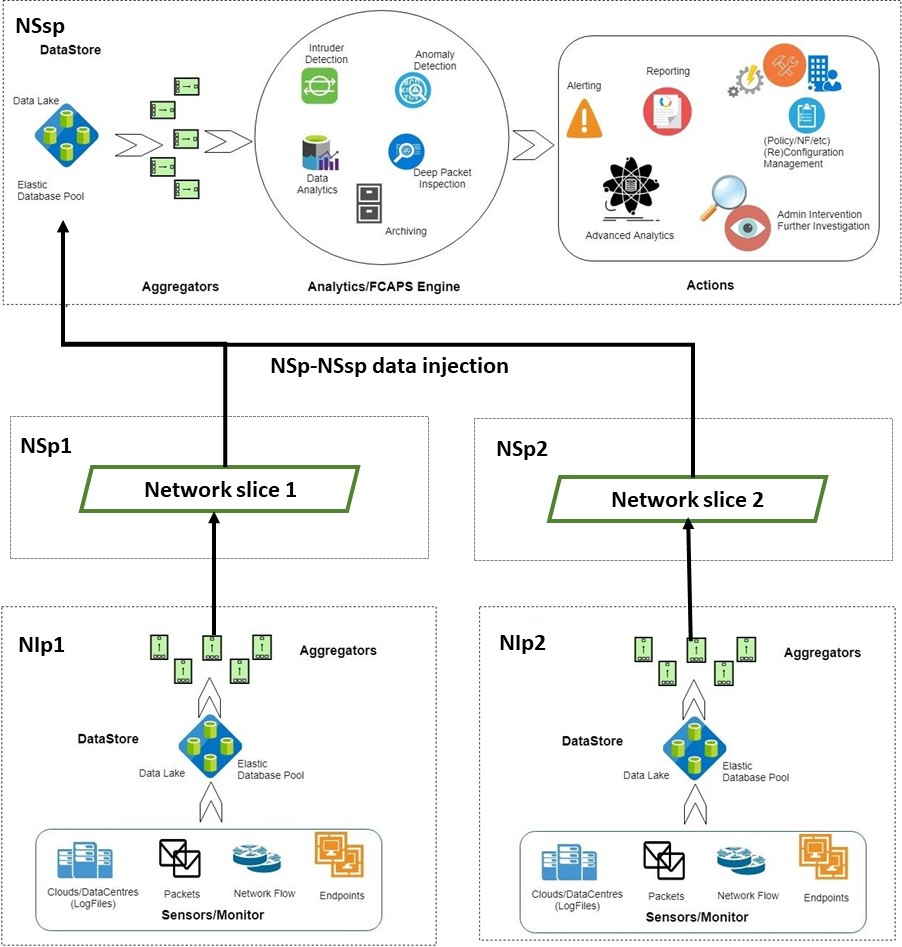 NSsp
DataStore
Data Lake
Elastic
Database Pool
Aggregators
Intruder
Detection
Anomaly
Detection
Data
Analytics
Deep Packet
Inspection
Archiving
Analytics/FCAPS Engine
Alerting
Reporting
(Policy/NF/etc)
(Re)Configuration
Management
Advanced Analytics
Admin Intervention
Further Investigation
Actions
NSp-NSsp data injection
NSp1
Network slice 1
NSp2
Network slice 2
NIp1
Aggregators
DataStore
Data Lake
Elastic
Database Pool
Clouds/DataCentres
(LogFiles)
Packets
Network Flow
Endpoints
Sensors/Monitor
NIp2
Aggregators
DataStore
Data Lake
Elastic
Database Pool
Clouds/DataCentres
(LogFiles)
Packets
Network Flow
Endpoints
Sensors/Monitor